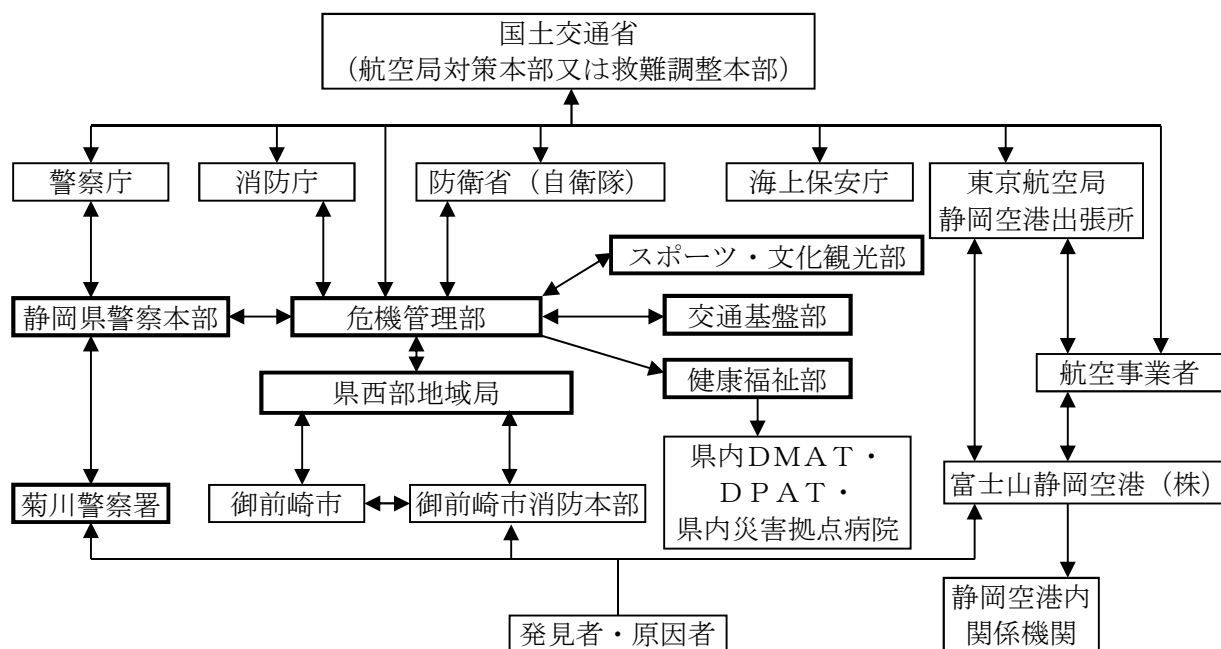 国土交通省
（航空局対策本部又は救難調整本部）
警察庁
消防庁
防衛省（自衛隊）
海上保安庁
東京航空局
静岡空港出張所
スポーツ・文化観光部
静岡県警察本部
危機管理部
交通基盤部
県西部地域局
健康福祉部
航空事業者
県内ＤＭＡＴ・
ＤＰＡＴ・
県内災害拠点病院
菊川警察署
御前崎市
御前崎市消防本部
富士山静岡空港（株）
発見者・原因者
静岡空港内
関係機関